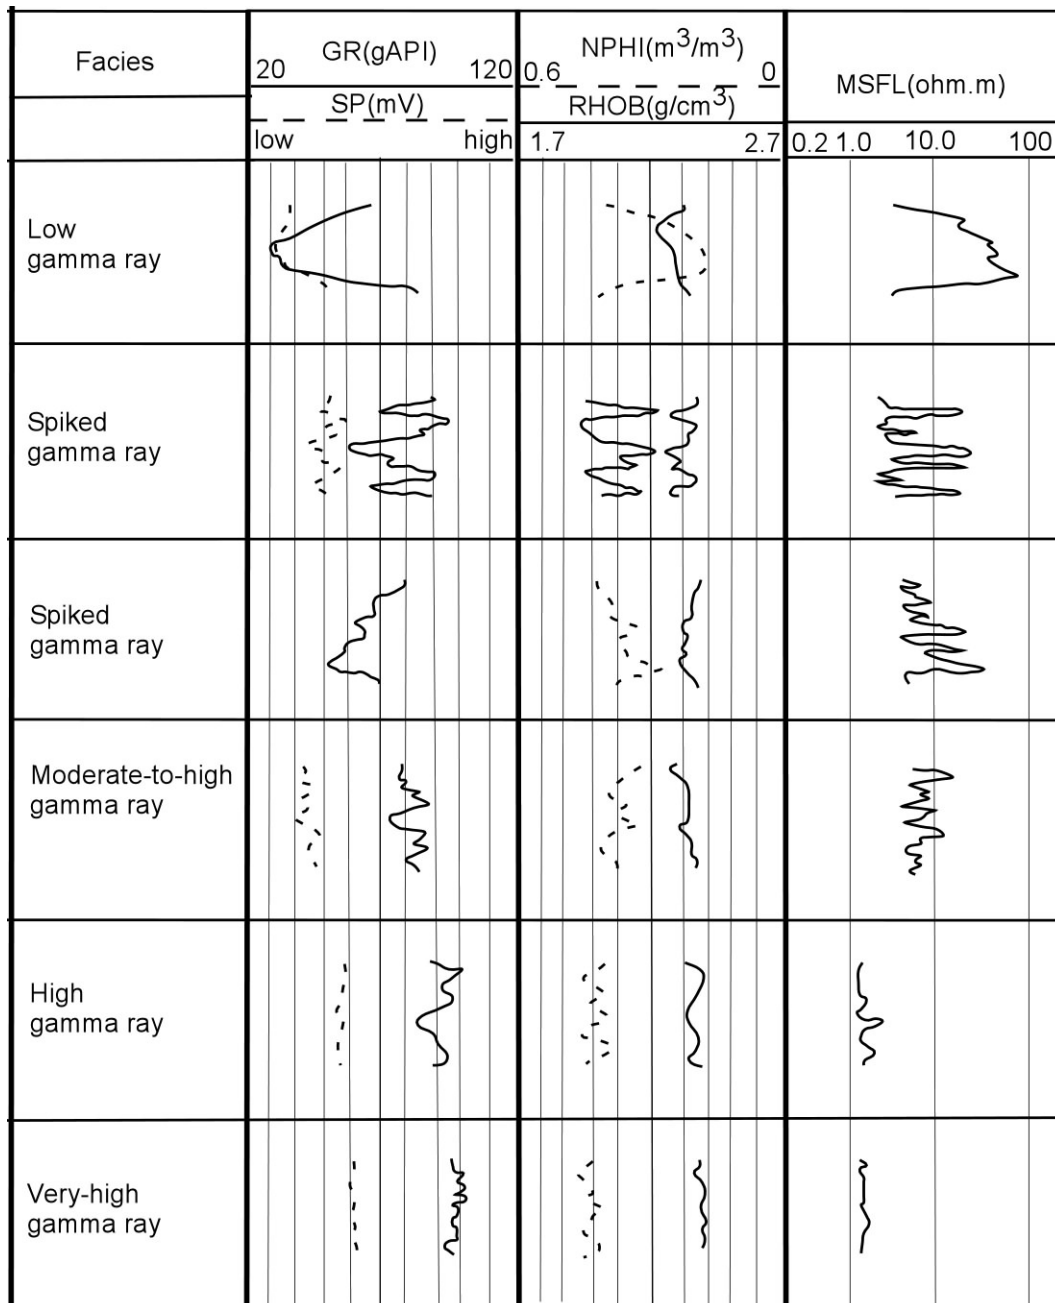 Facies
GR(gAPI)
20 120
SP(mV)
low high
NPHI(m³/m³)
0.6 0
RHOB(g/cm³)
1.7 2.7
MSFL(ohm.m)
0.2 1.0 10.0 100
Low
gamma ray
Spiked
gamma ray
Spiked
gamma ray
Moderate-to-high
gamma ray
High
gamma ray
Very-high
gamma ray